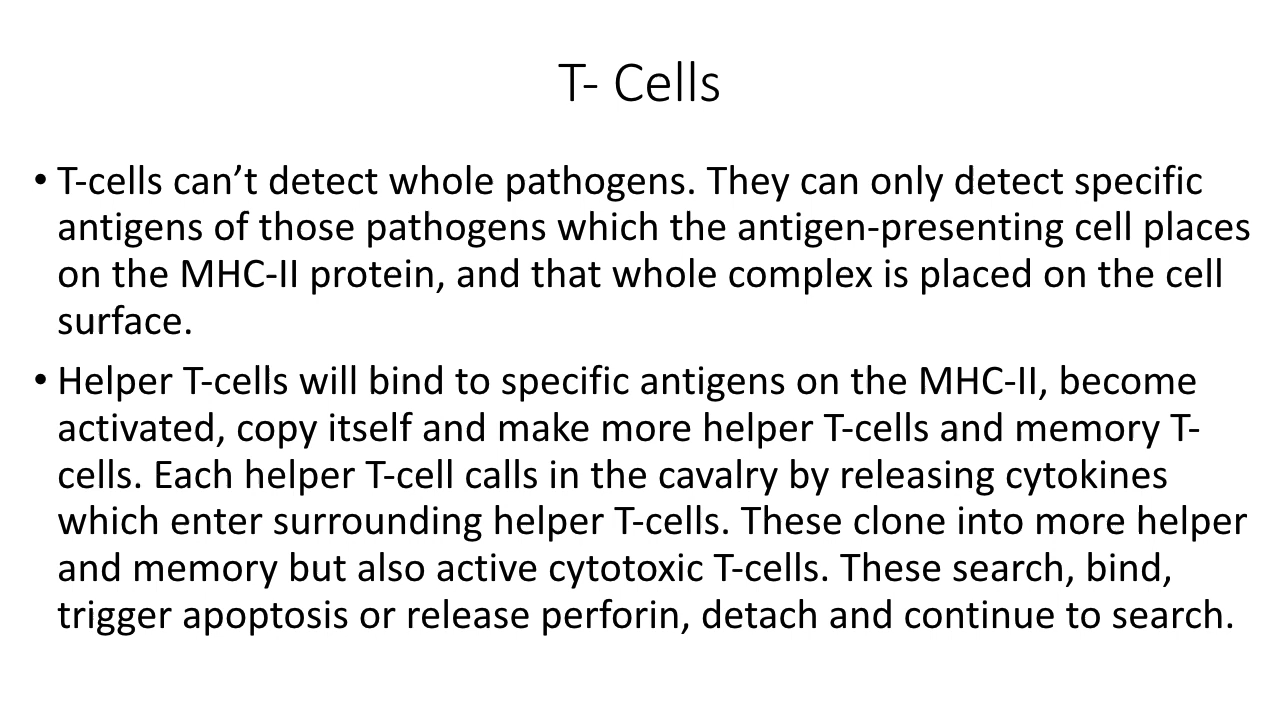 T- Cells
• T-cells can’t detect whole pathogens. They can only detect specific
antigens of those pathogens which the antigen-presenting cell places
on the MHC-II protein, and that whole complex is placed on the cell
surface.
• Helper T-cells will bind to specific antigens on the MHC-II, become
activated, copy itself and make more helper T-cells and memory T-
cells. Each helper T-cell calls in the cavalry by releasing cytokines
which enter surrounding helper T-cells. These clone into more helper
and memory but also active cytotoxic T-cells. These search, bind,
trigger apoptosis or release perforin, detach and continue to search.